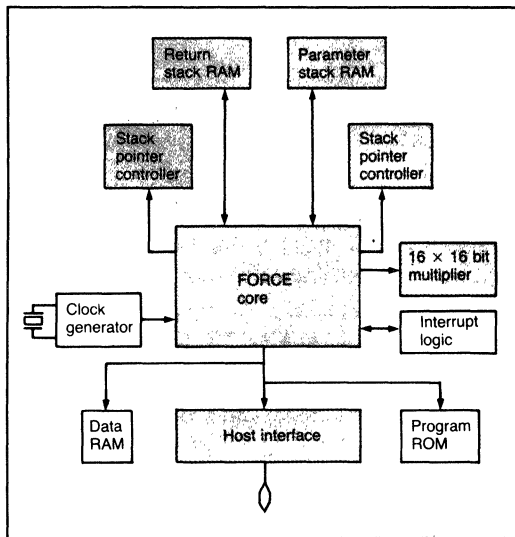 Return
stack RAM
Parameter
stack RAM
Stack
pointer
controller
Stack
pointer
controller
FORCE
core
16 × 16 bit
multiplier
Clock
generator
Interrupt
logic
Data
RAM
Host interface
Program
ROM